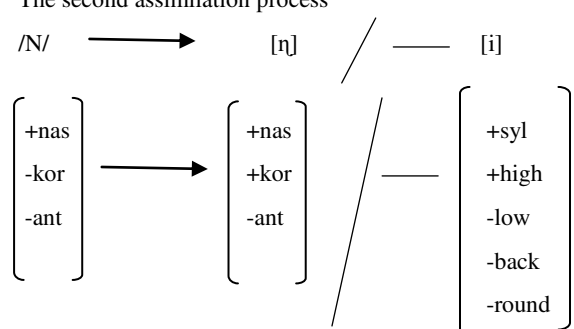 The second assimilation process
/N/ [ɳ] [i]
+nas +nas +syl
-kor +kor +high
-ant -ant -low
-back
-round